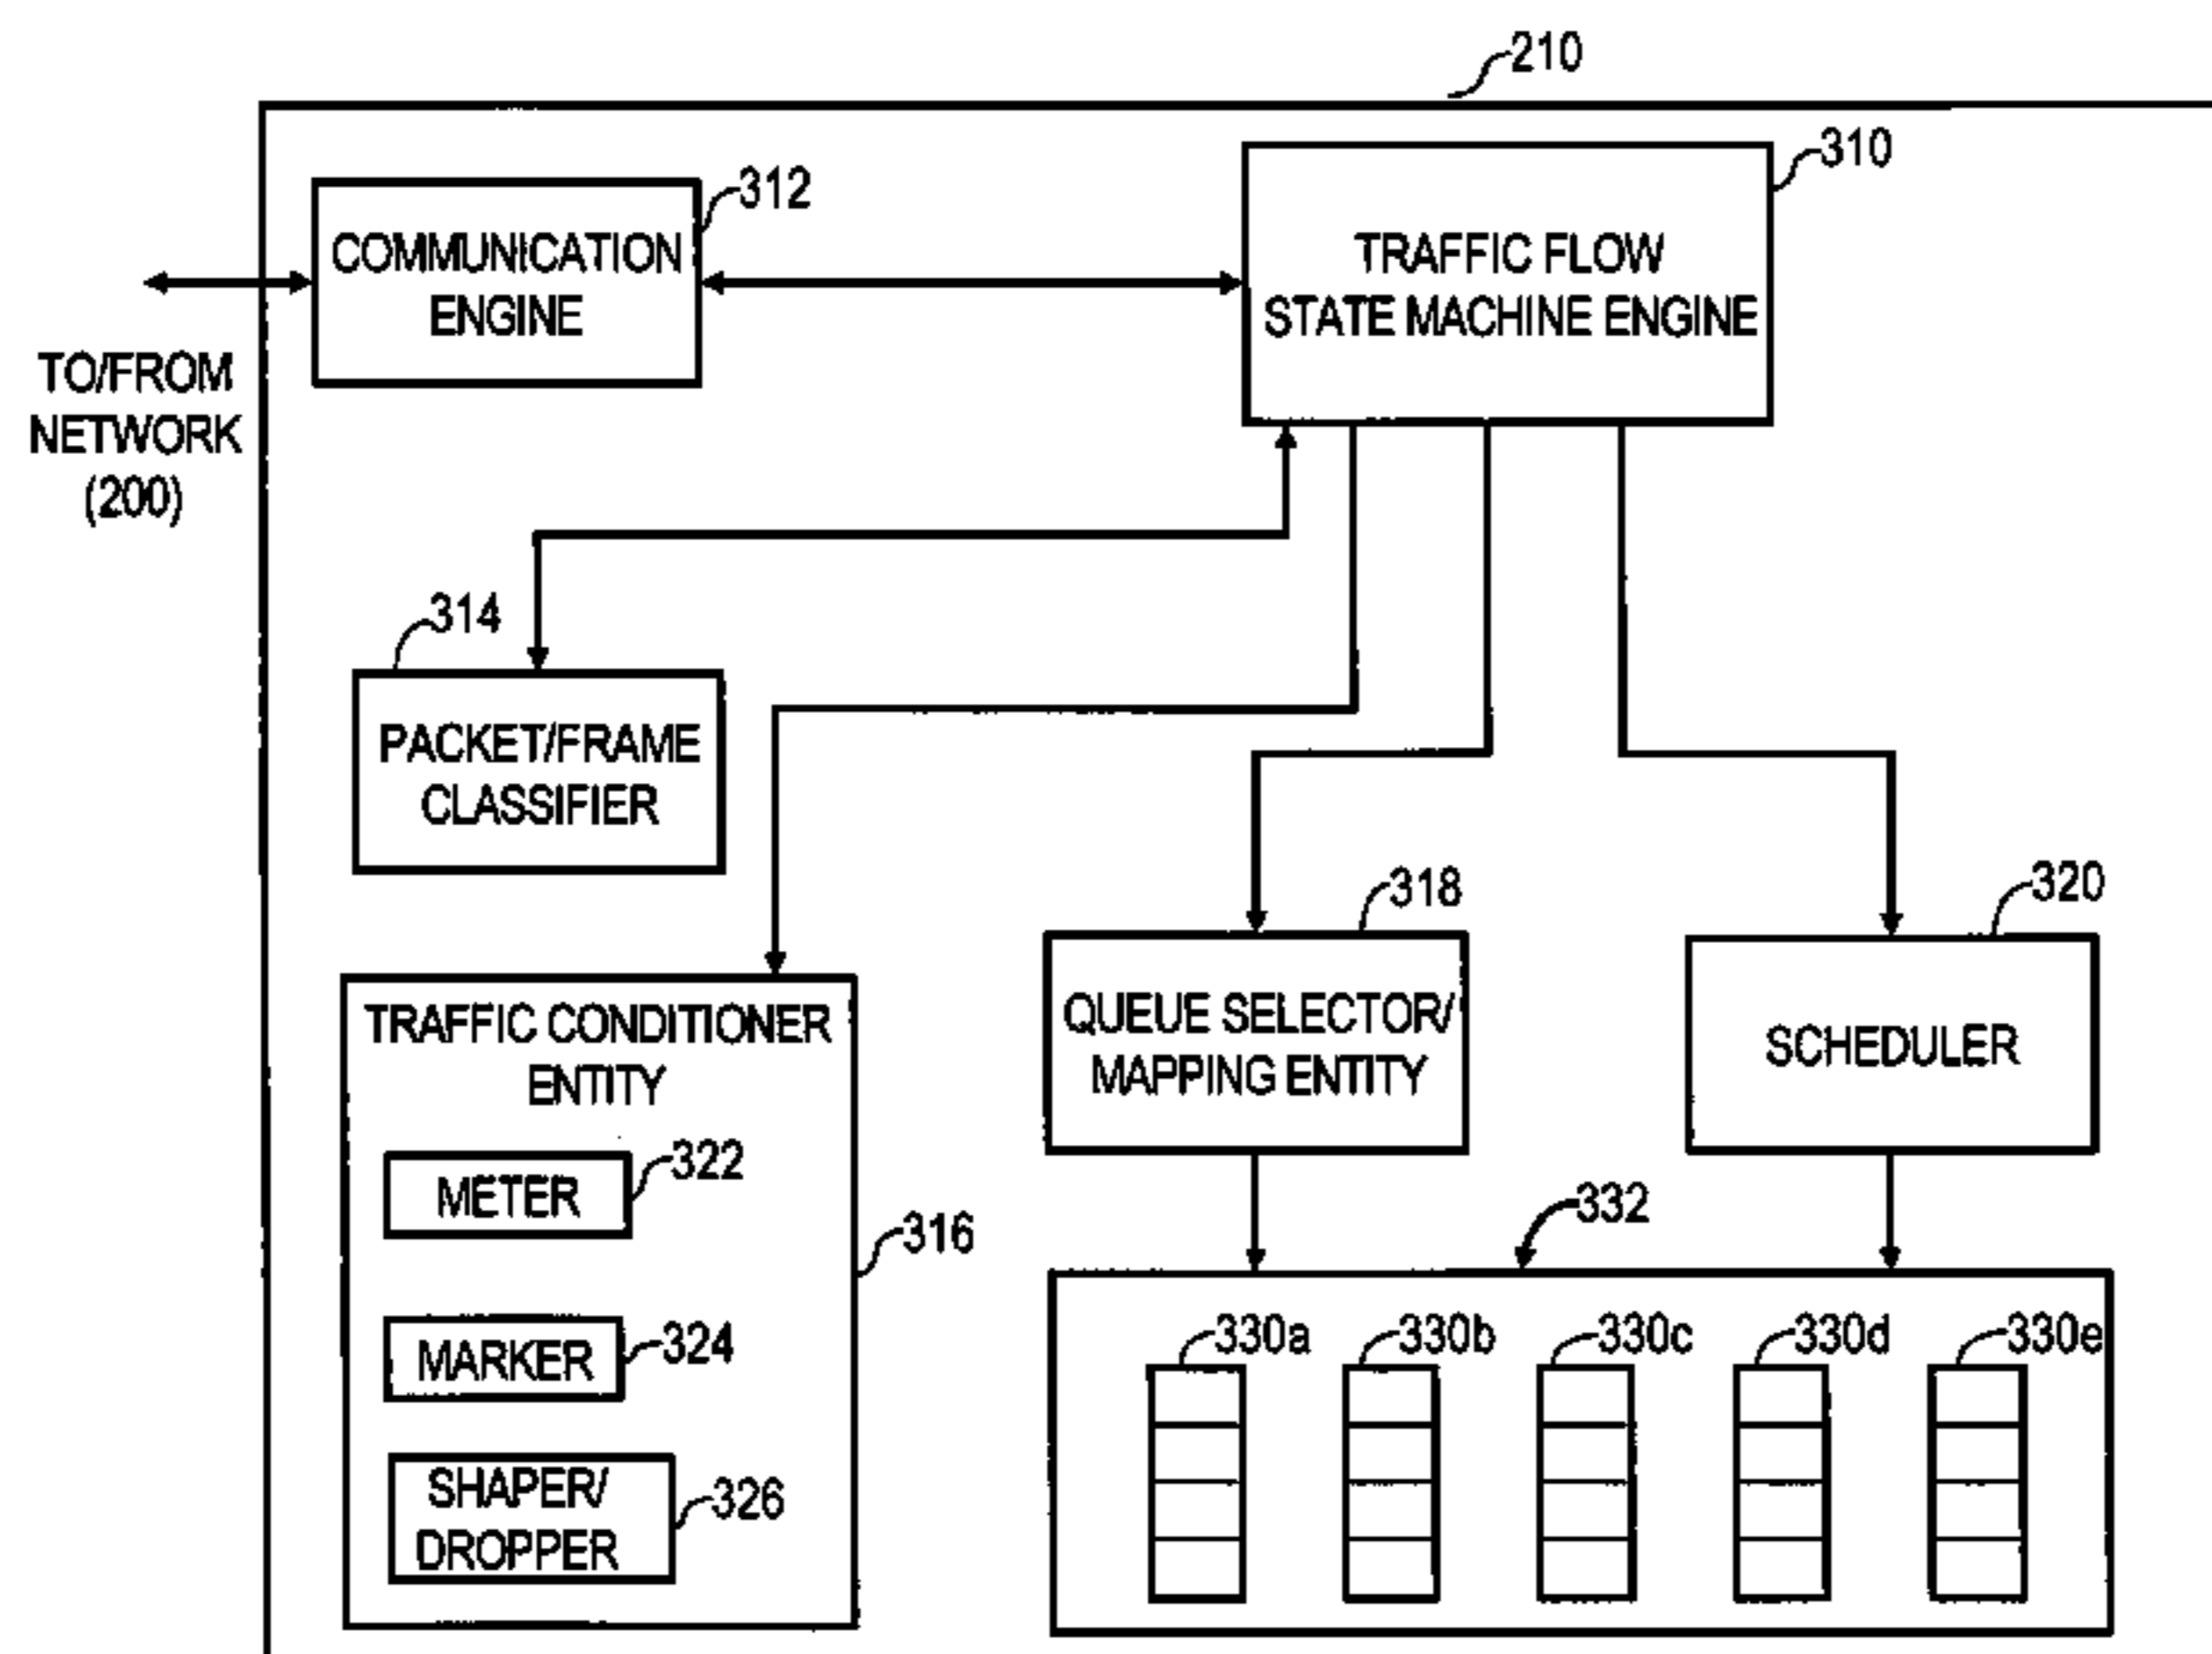 210
310
312
COMMUNICATION
ENGINE
TRAFFIC FLOW
STATE MACHINE ENGINE
TO/FROM
NETWORK
(200)
314
PACKET/FRAME
CLASSIFIER
318
320
TRAFFIC CONDITIONER
ENTITY
QUEUE SELECTOR/
MAPPING ENTITY
SCHEDULER
322
METER
316
332
324
MARKER
330a
330b
330c
330d
330e
SHAPER/
DROPPER
326